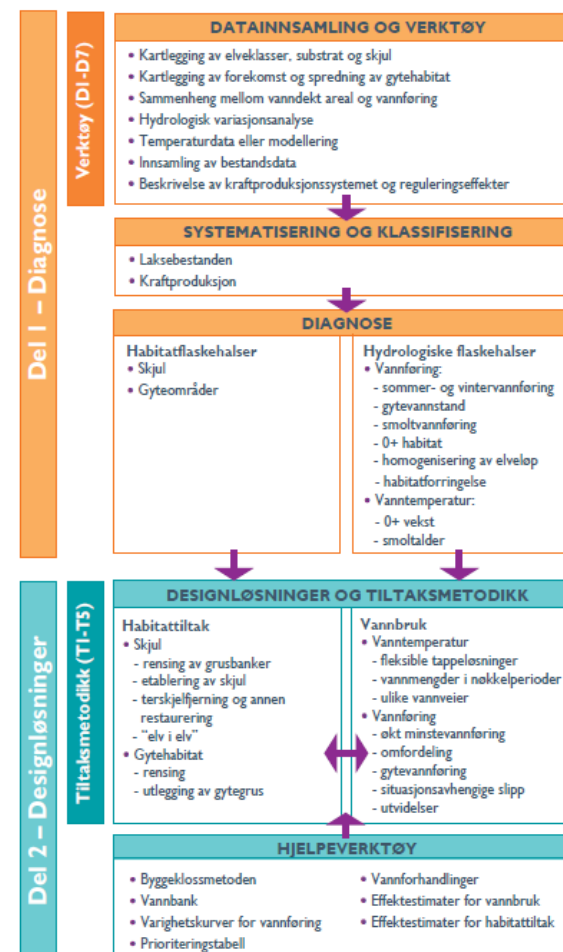 Del 1 – Diagnose
Verktøy (D1-D7)
DATAINNSAMLING OG VERKTØY
• Kartlegging av elveklasser, substrat og skjul
• Kartlegging av forekomst og spredning av gytehabitat
• Sammenheng mellom vanndekt areal og vannføring
• Hydrologisk variasjonsanalyse
• Temperaturdata eller modellering
• Innsamling av bestandsdata
• Beskrivelse av kraftproduksjonssystemet og reguleringseffekter
SYSTEMATISERING OG KLASSIFISERING
• Laksebestanden
• Kraftproduksjon
DIAGNOSE
Habitatflaskehalser
• Skjul
• Gyteområder
Hydrologiske flaskehalser
• Vannføring:
- sommer- og vintervannføring
- gytevannstand
- smoltvannføring
- 0+ habitat
- homogenisering av elveløp
- habitatforringelse
• Vanntemperatur:
- 0+ vekst
- smoltalder
Del 2 – Designløsninger
Tiltaksmetodikk (T1-T5)
DESIGNLØSNINGER OG TILTAKSMETODIKK
Habitattiltak
• Skjul
- rensing av grusbanker
- etablering av skjul
- terskjelfjerning og annen
restaurering
- "elv i elv"
• Gytehabitat
- rensing
- utlegging av gytegrus
Vannbruk
• Vanntemperatur
- fleksible tappeløsninger
- vannmengder i nøkkelperioder
- ulike vannveier
• Vannføring
- økt minstevannføring
- omfordeling
- gytevannføring
- situasjonsavhengige slipp
- utvidelser
HJELPEVERKTØY
• Byggeklossmetoden
• Vannbank
• Varighetskurver for vannføring
• Prioriteringstabell
• Vannforhandlinger
• Effektestimater for vannbruk
• Effektestimater for habitattiltak